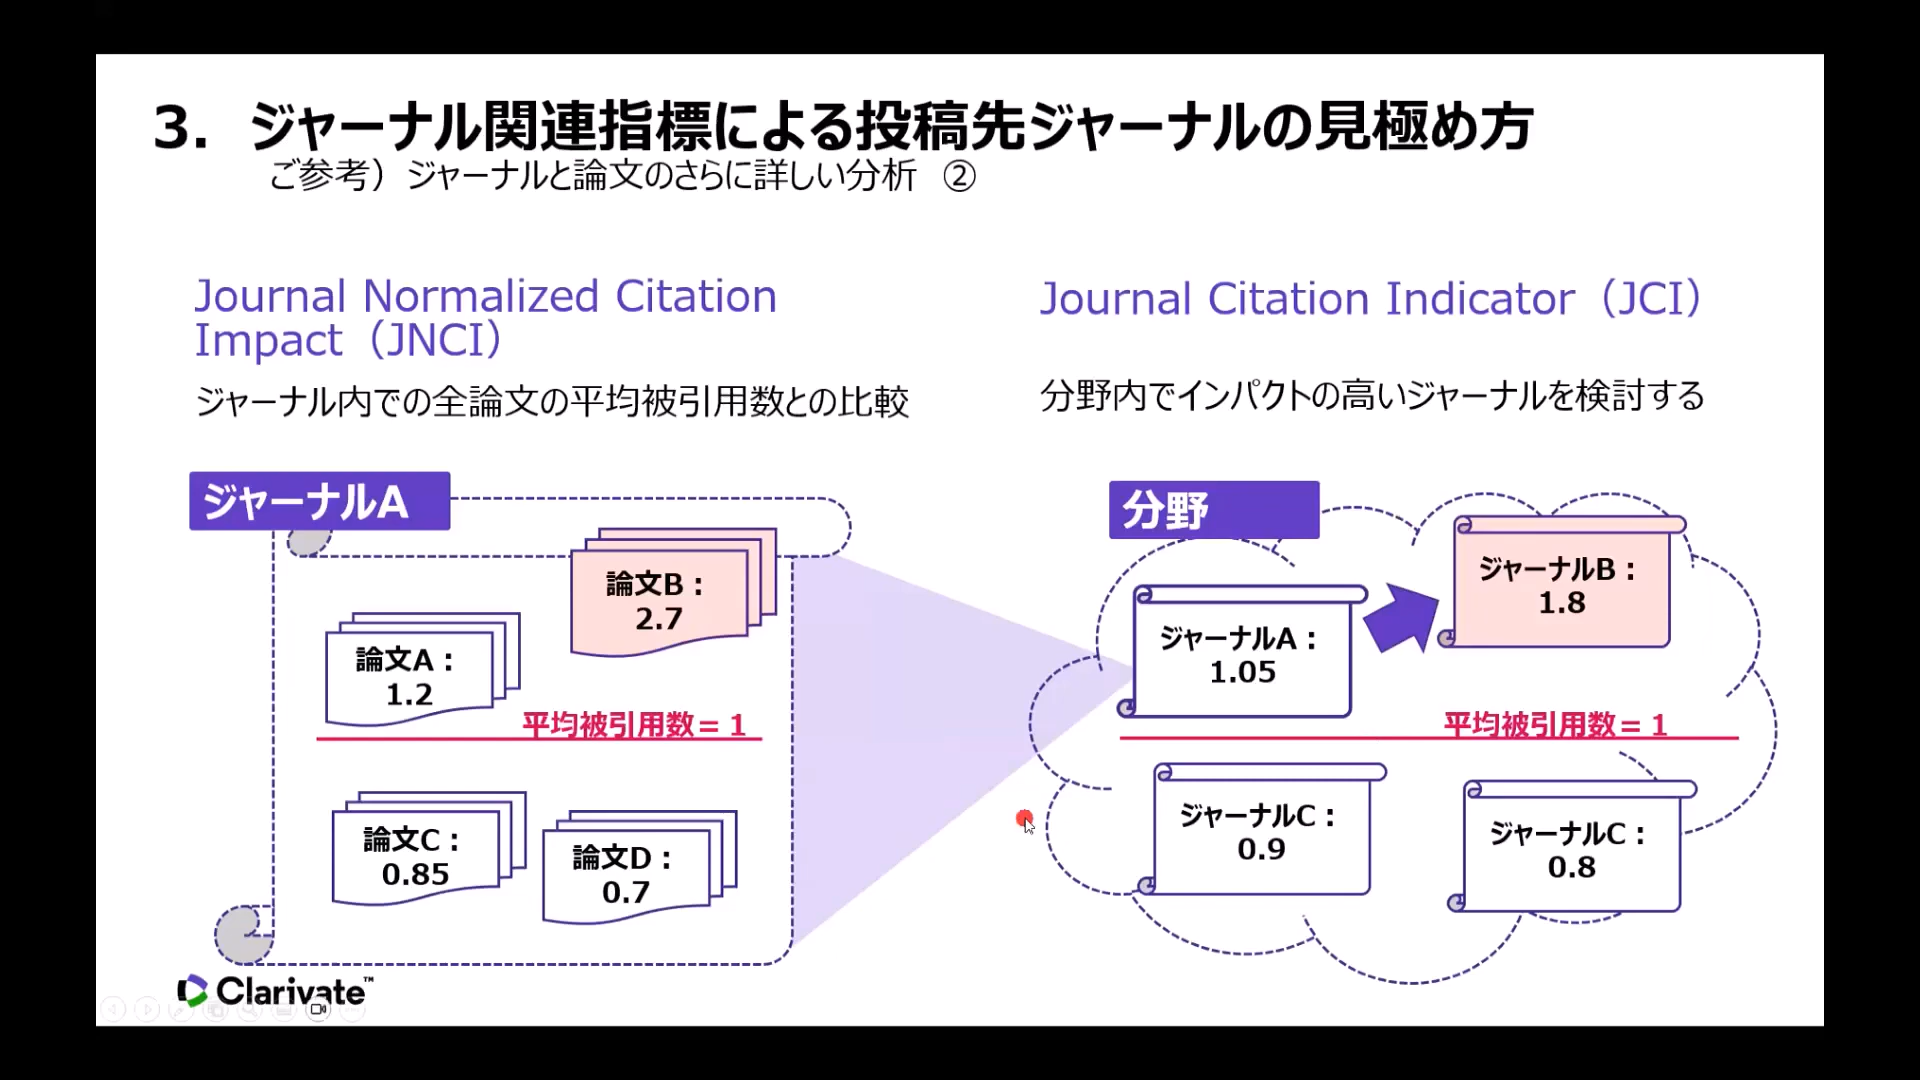 3. ジャーナル関連指標による投稿先ジャーナルの見極め方
ご参考）ジャーナルと論文のさらに詳しい分析 ②
Journal Normalized Citation
Impact（JNCI）
ジャーナル内での全論文の平均被引用数との比較
ジャーナルA
論文B：
2.7
論文A：
1.2
平均被引用数= 1
論文C：
0.85
論文D：
0.7
Journal Citation Indicator（JCI）
分野内でインパクトの高いジャーナルを検討する
分野
ジャーナルB：
1.8
ジャーナルA：
1.05
平均被引用数= 1
ジャーナルC：
0.9
ジャーナルC：
0.8
Clarivate™